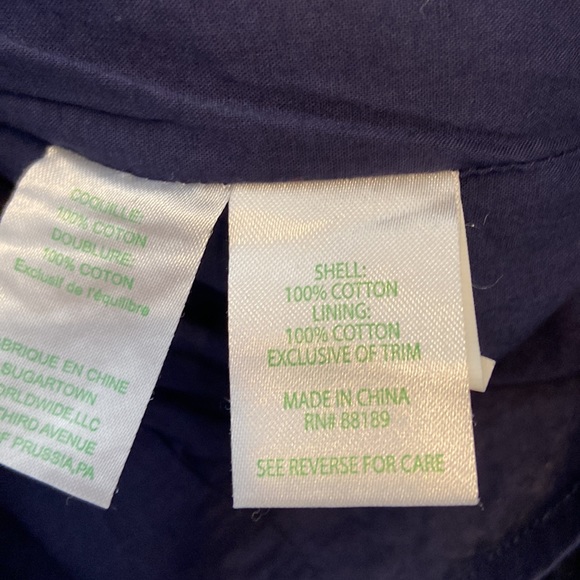 COQUILLE:
100% COTON
DOUBLURE:
100% COTON
Exclusif de l'équilibre
BRIQUE EN CHINE
SUGARTOWN
ORLDWIDE,LLC
THIRD AVENUE
F PRUSSIA,PA
SHELL:
100% COTTON
LINING:
100% COTTON
EXCLUSIVE OF TRIM
MADE IN CHINA
RN# 88189
SEE REVERSE FOR CARE